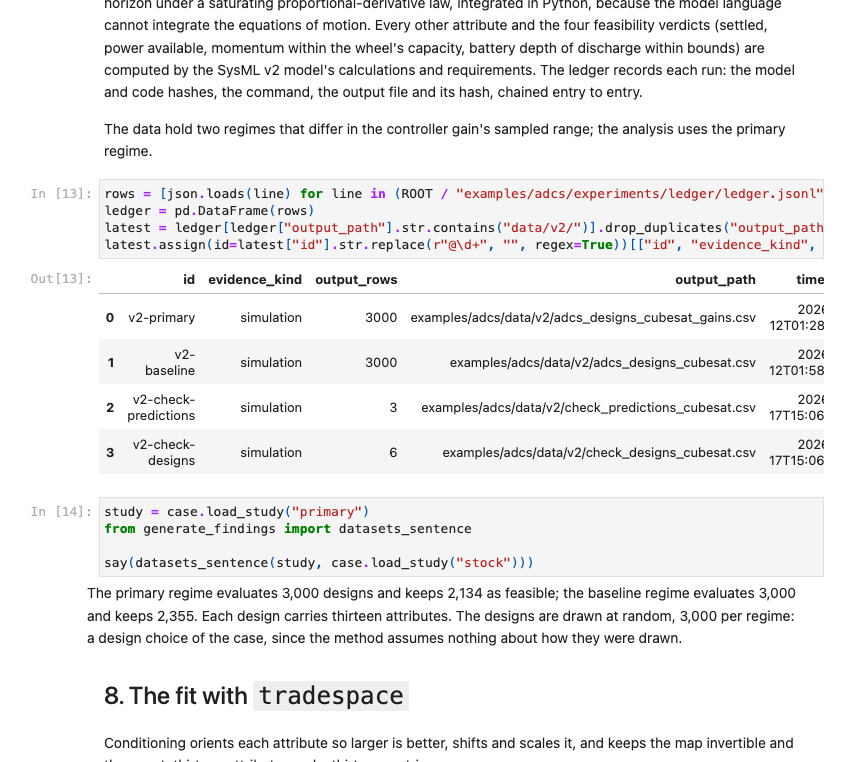 horizon under a saturating proportional-derivative law, integrated in Python, because the model language
cannot integrate the equations of motion. Every other attribute and the four feasibility verdicts (settled,
power available, momentum within the wheel's capacity, battery depth of discharge within bounds) are
computed by the SysML v2 model's calculations and requirements. The ledger records each run: the model
and code hashes, the command, the output file and its hash, chained entry to entry.
The data hold two regimes that differ in the controller gain's sampled range; the analysis uses the primary
regime.
In [13]: rows = [json.loads(line) for line in (ROOT / "examples/adcs/experiments/ledger/ledger.jsonl"
ledger = pd.DataFrame(rows)
latest = ledger[ledger["output_path"].str.contains("data/v2/")].drop_duplicates("output_path
latest.assign(id=latest["id"].str.replace(r"@\d+", "", regex=True))[["id", "evidence_kind",
Out[13]: id evidence_kind output_rows output_path time
0 v2-primary simulation 3000 examples/adcs/data/v2/adcs_designs_cubesat_gains.csv 2026
12T01:28
1 v2-
baseline simulation 3000 examples/adcs/data/v2/adcs_designs_cubesat.csv 2026
12T01:58
2 v2-check-
predictions simulation 3 examples/adcs/data/v2/check_predictions_cubesat.csv 2026
17T15:06
3 v2-check-
designs simulation 6 examples/adcs/data/v2/check_designs_cubesat.csv 2026
17T15:06
In [14]: study = case.load_study("primary")
from generate_findings import datasets_sentence
say(datasets_sentence(study, case.load_study("stock")))
The primary regime evaluates 3,000 designs and keeps 2,134 as feasible; the baseline regime evaluates 3,000
and keeps 2,355. Each design carries thirteen attributes. The designs are drawn at random, 3,000 per regime:
a design choice of the case, since the method assumes nothing about how they were drawn.
8. The fit with tradespace
Conditioning orients each attribute so larger is better, shifts and scales it, and keeps the map invertible and